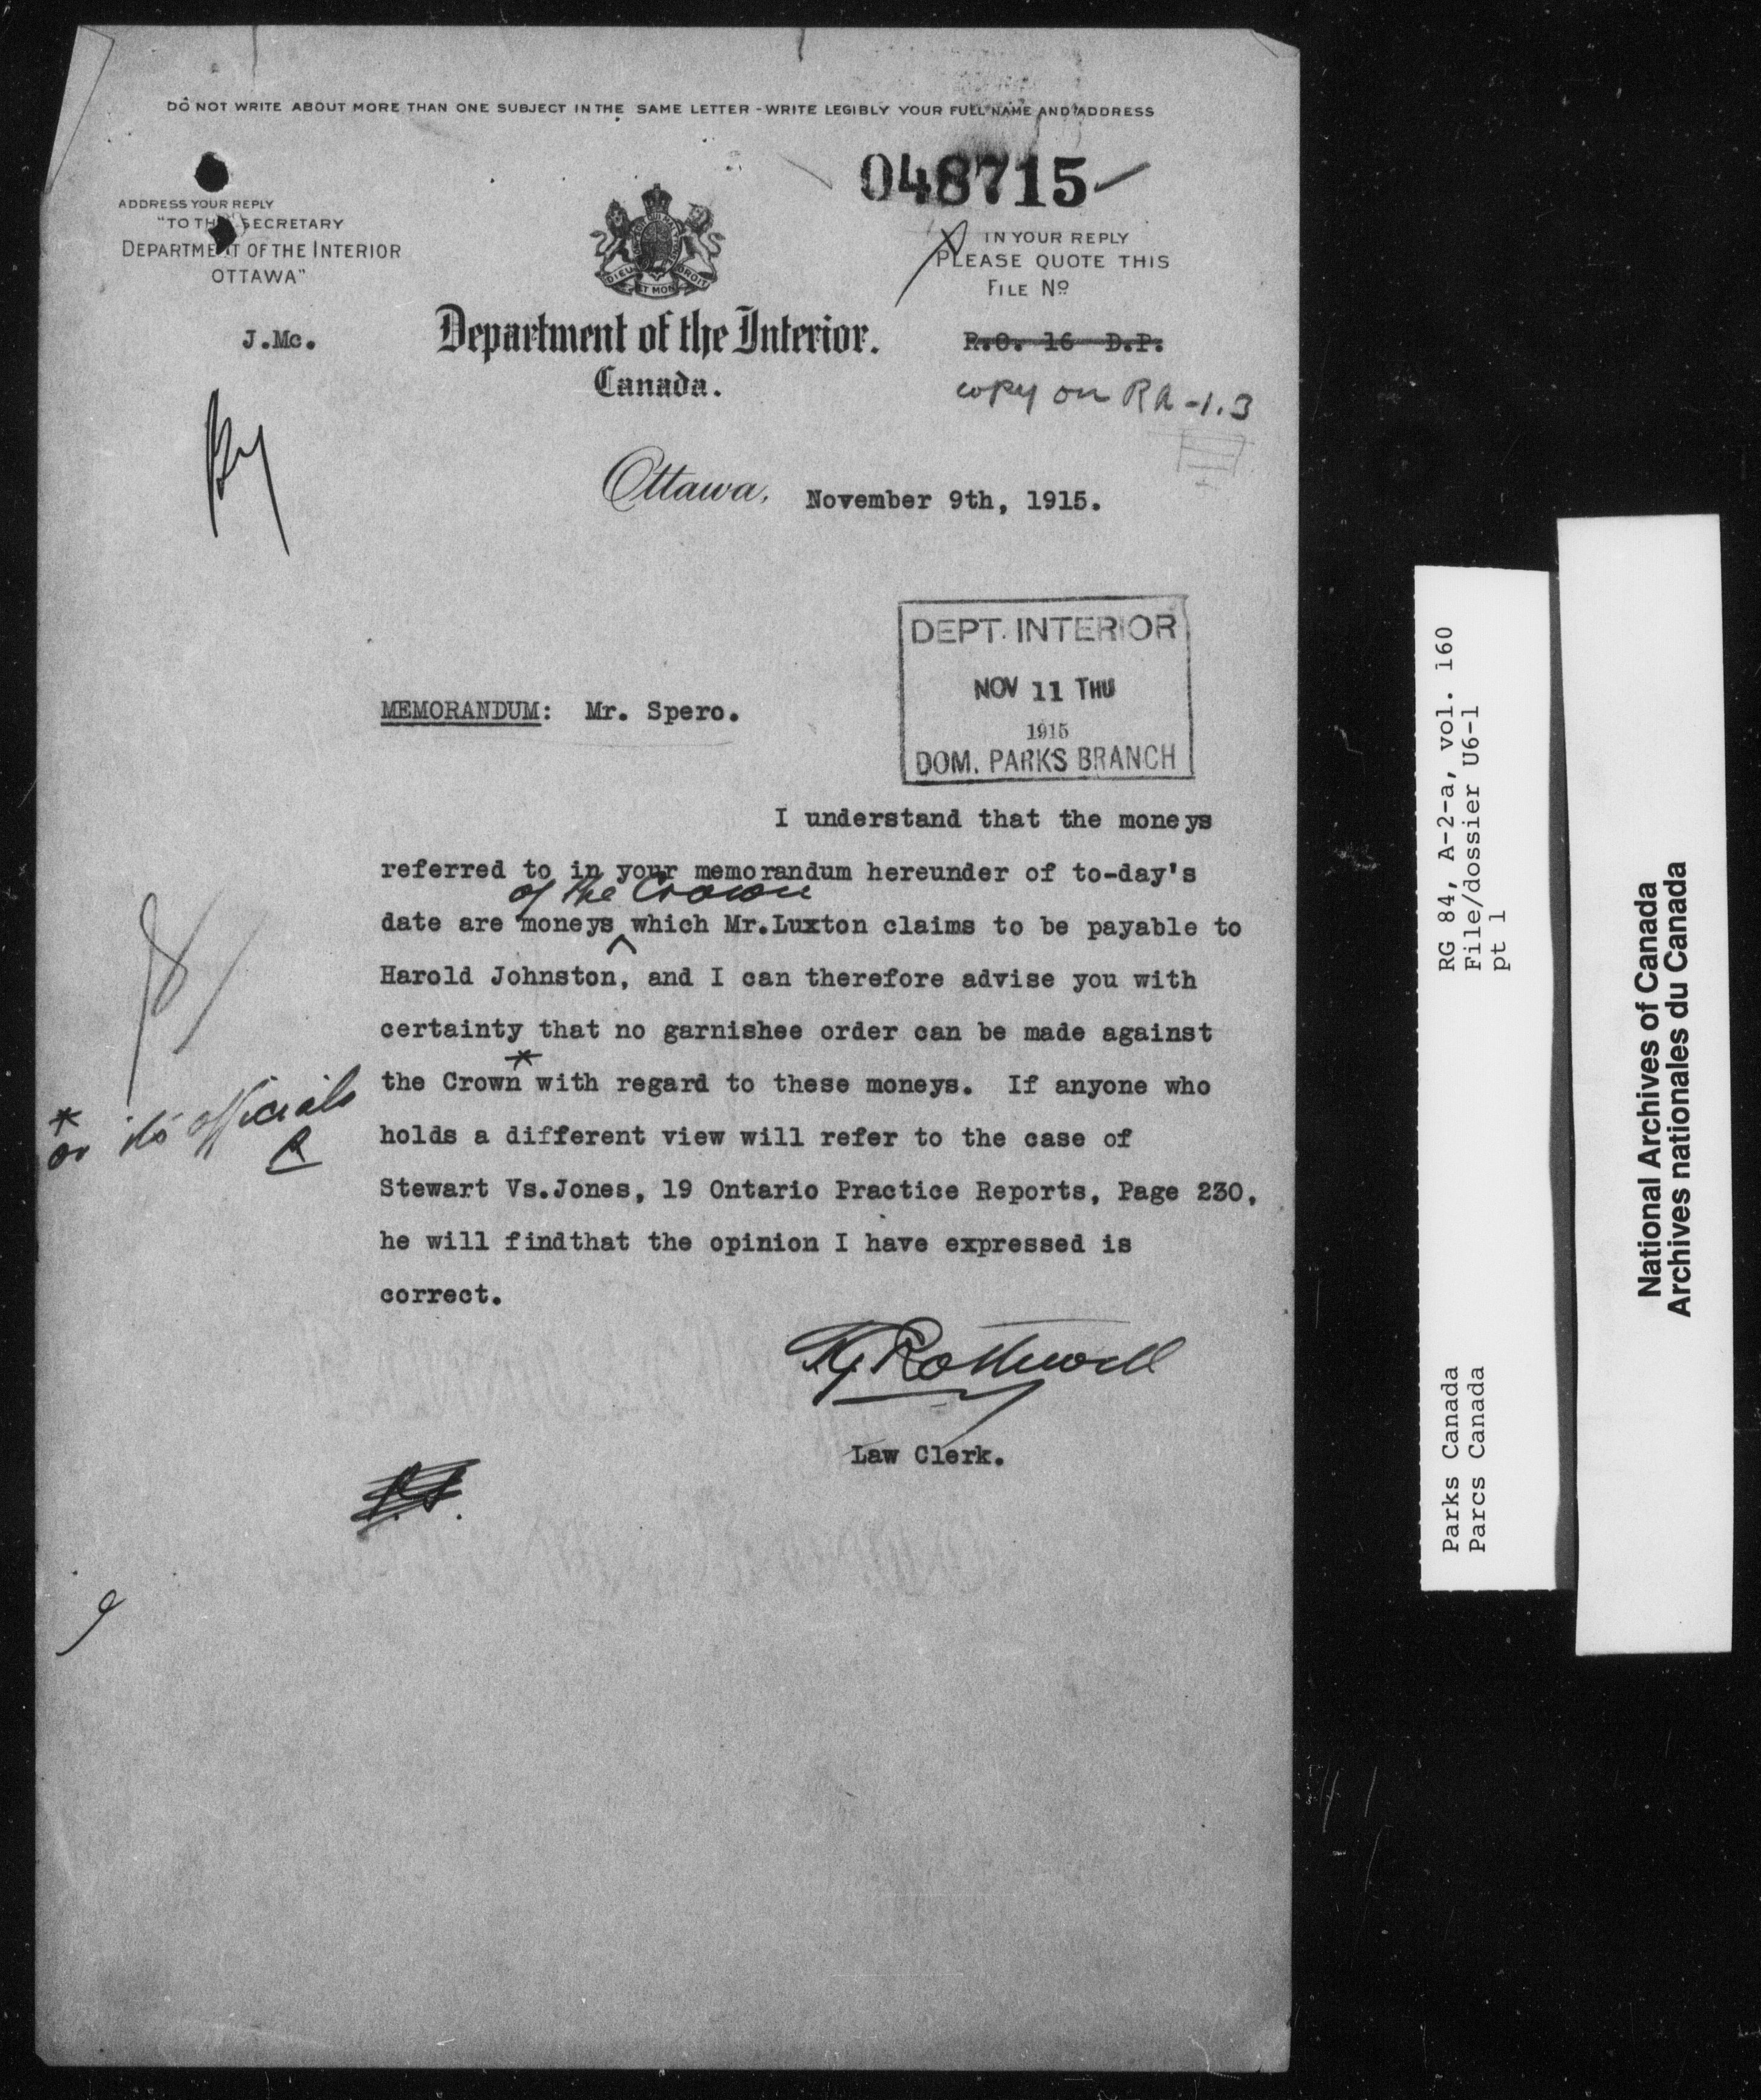 DO NOT WRITE ABOUT MORE THAN ONE SUBJECT IN THE SAME LETTER - WRITE LEGIBLY YOUR FULL NAME AND ADDRESS
048715
ADDRESS YOUR REPLY
"TO THE SECRETARY
DEPARTMENT OF THE INTERIOR
OTTAWA"
IN YOUR REPLY
PLEASE QUOTE THIS
FILE No
DIEU ET MON DROIT
J.Mc.
Department of the Interior.
Canada.
R.O. 16 D.P.
copy on RA-1.3
Ottawa, November 9th, 1915.
DEPT. INTERIOR
NOV 11 THU
1915
DOM. PARKS BRANCH
MEMORANDUM: Mr. Spero.
I understand that the moneys
referred to in your memorandum hereunder of to-day's
of the Crown
date are moneys which Mr.Luxton claims to be payable to
Harold Johnston, and I can therefore advise you with
certainty that no garnishee order can be made against
the Crown * with regard to these moneys. If anyone who
* or its officials
R
holds a different view will refer to the case of
Stewart Vs.Jones, 19 Ontario Practice Reports, Page 230,
he will findthat the opinion I have expressed is
correct.
Rothwell
Law Clerk.
RG 84, A-2-a, vol. 160
File/dossier U6-1
pt 1
Parks Canada
Parcs Canada
National Archives of Canada
Archives nationales du Canada